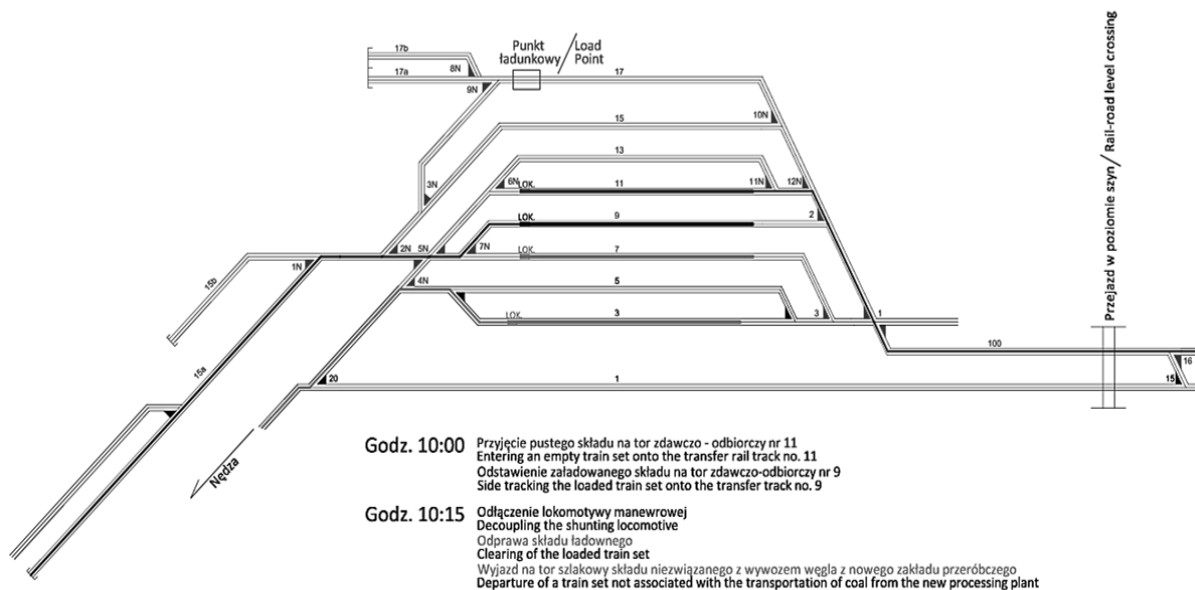 17b
Punkt
ładunkowy / Load
Point
8N
17a
17
9N
10N
15
13
3N
6N
LOK.
11
11N
12N
LOK.
9
2
2N
5N
7N
LOK.
7
1N
4N
15b
5
LOK.
3
3
1
100
15a
16
20
1
15
Przejazd w poziomie szyn / Rail-road level crossing
Nędza
Godz. 10:00
Przyjęcie pustego składu na tor zdawczo - odbiorczy nr 11
Entering an empty train set onto the transfer rail track no. 11
Odstawienie załadowanego składu na tor zdawczo-odbiorczy nr 9
Side tracking the loaded train set onto the transfer track no. 9
Godz. 10:15
Odłączenie lokomotywy manewrowej
Decoupling the shunting locomotive
Odprawa składu ładownego
Clearing of the loaded train set
Wyjazd na tor szlakowy składu niezwiązanego z wywozem węgla z nowego zakładu przeróbczego
Departure of a train set not associated with the transportation of coal from the new processing plant